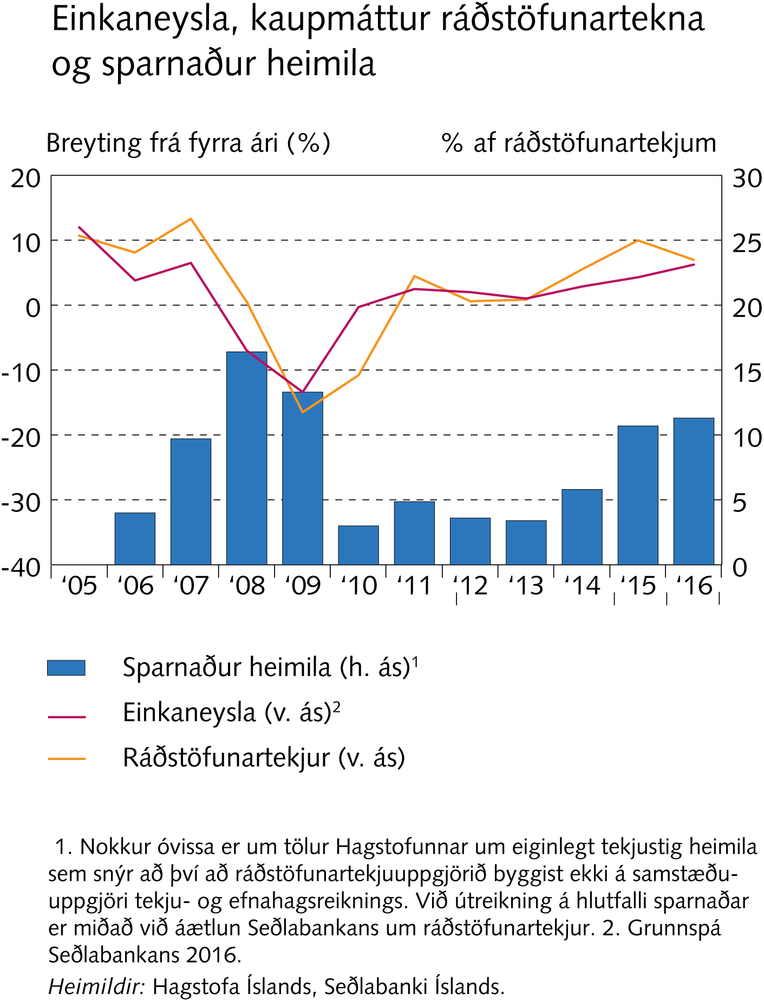 Einkaneysla, kaupmáttur ráðstöfunartekna
og sparnaður heimila
Breyting frá fyrra ári (%)
% af ráðstöfunartekjum
20
10
0
-10
-20
-30
-40
30
25
20
15
10
5
0
‘05 ‘06 ‘07 ‘08 ‘09 ‘10 ‘11 ‘12 ‘13 ‘14 ‘15 ‘16
Sparnaður heimila (h. ás)¹
Einkaneysla (v. ás)²
Ráðstöfunartekjur (v. ás)
1. Nokkur óvissa er um tölur Hagstofunnar um eiginlegt tekjustig heimila
sem snýr að því að ráðstöfunartekjuuppgjörið byggist ekki á samstæðu-
uppgjöri tekju- og efnahagsreiknings. Við útreikning á hlutfalli sparnaðar
er miðað við áætlun Seðlabankans um ráðstöfunartekjur. 2. Grunnspá
Seðlabankans 2016.
Heimildir: Hagstofa Íslands, Seðlabanki Íslands.